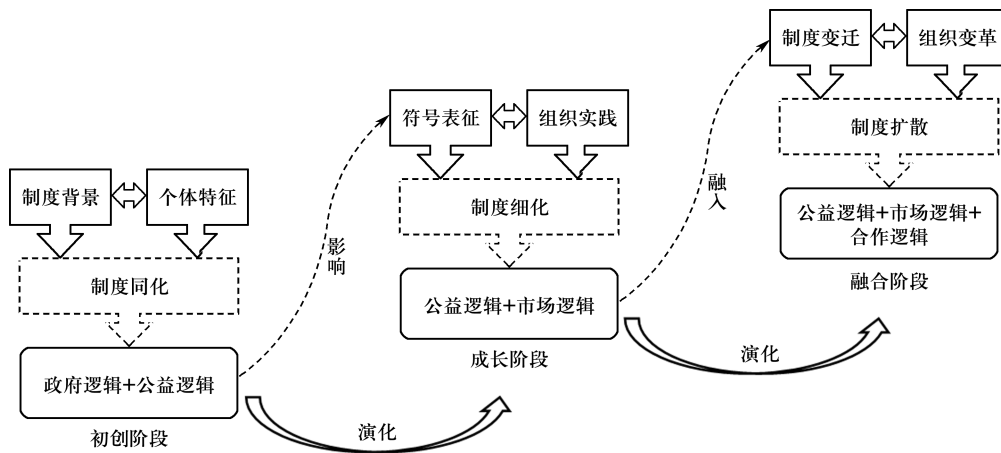 制度背景
个体特征
制度同化
政府逻辑+公益逻辑
初创阶段
影响
演化
符号表征
组织实践
制度细化
公益逻辑+市场逻辑
成长阶段
融入
演化
制度变迁
组织变革
制度扩散
公益逻辑+市场逻辑+
合作逻辑
融合阶段